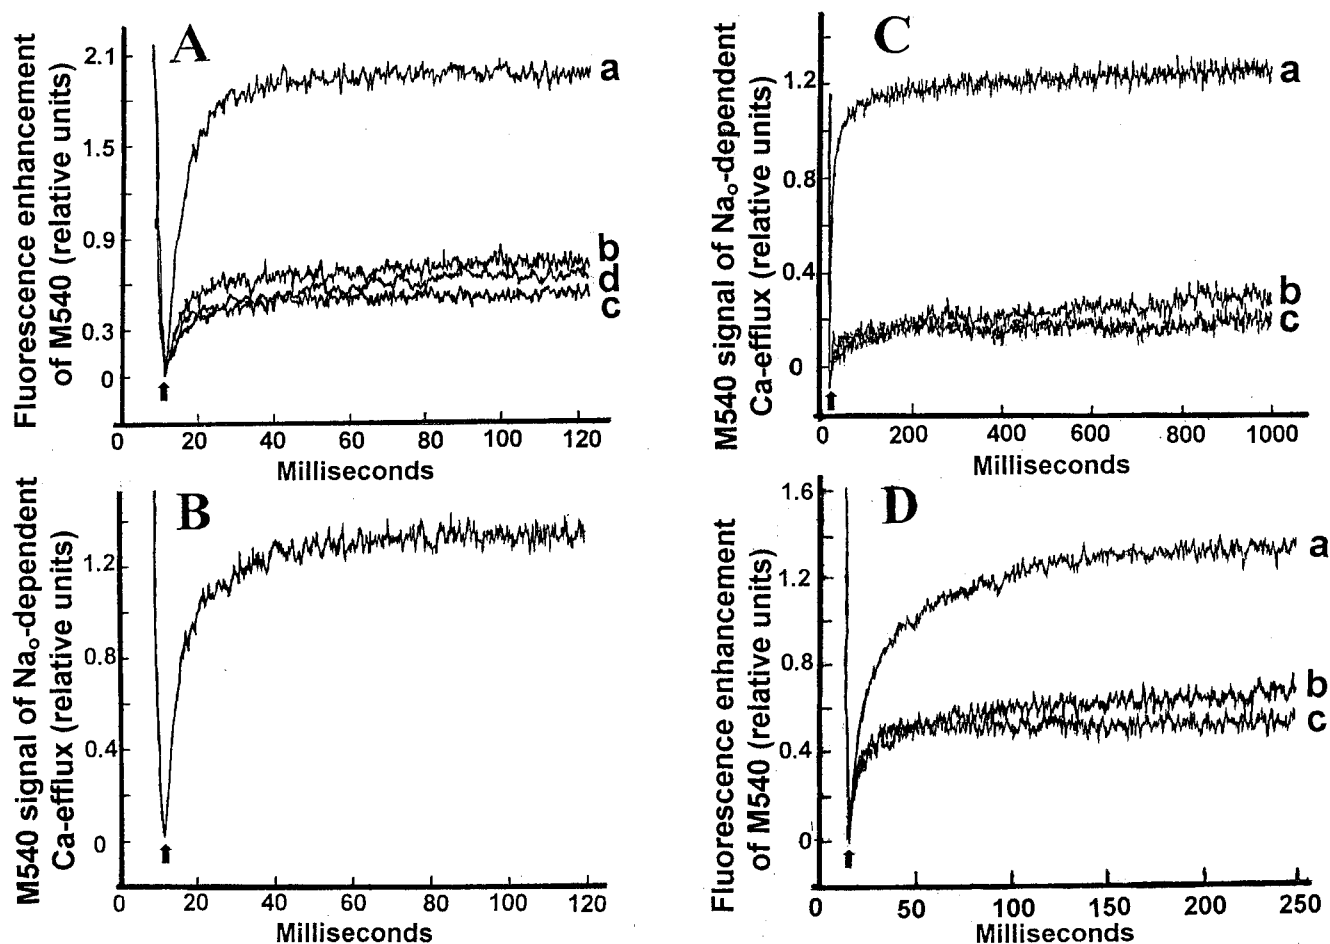 A
Fluorescence enhancement
of M540 (relative units)
2.1
1.5
0.9
0.3
0
a
b
d
c
0 20 40 60 80 100 120
Milliseconds
B
M540 signal of Naₒ-dependent
Ca-efflux (relative units)
1.2
0.8
0.4
0
0 20 40 60 80 100 120
Milliseconds
C
M540 signal of Naₒ-dependent
Ca-efflux (relative units)
1.2
0.8
0.4
0
a
b
c
0 200 400 600 800 1000
Milliseconds
D
Fluorescence enhancement
of M540 (relative units)
1.6
1.2
0.8
0.4
0
a
b
c
0 50 100 150 200 250
Milliseconds